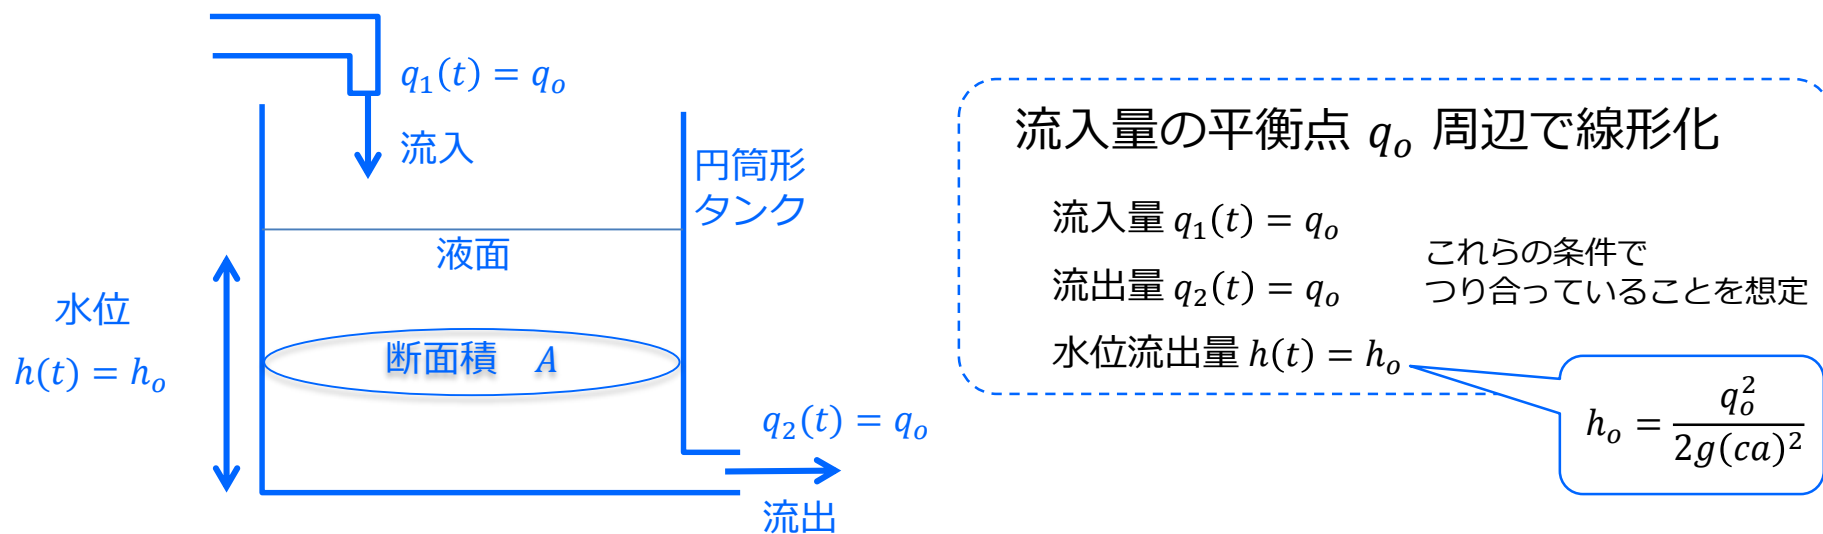 q₁(t) = qₒ
流入
円筒形
タンク
液面
水位
h(t) = hₒ
断面積 A
q₂(t) = qₒ
流出
流入量の平衡点 qₒ 周辺で線形化
流入量 q₁(t) = qₒ
流出量 q₂(t) = qₒ
水位流出量 h(t) = hₒ
これらの条件で
つり合っていることを想定
hₒ = qₒ² / 2g(ca)²